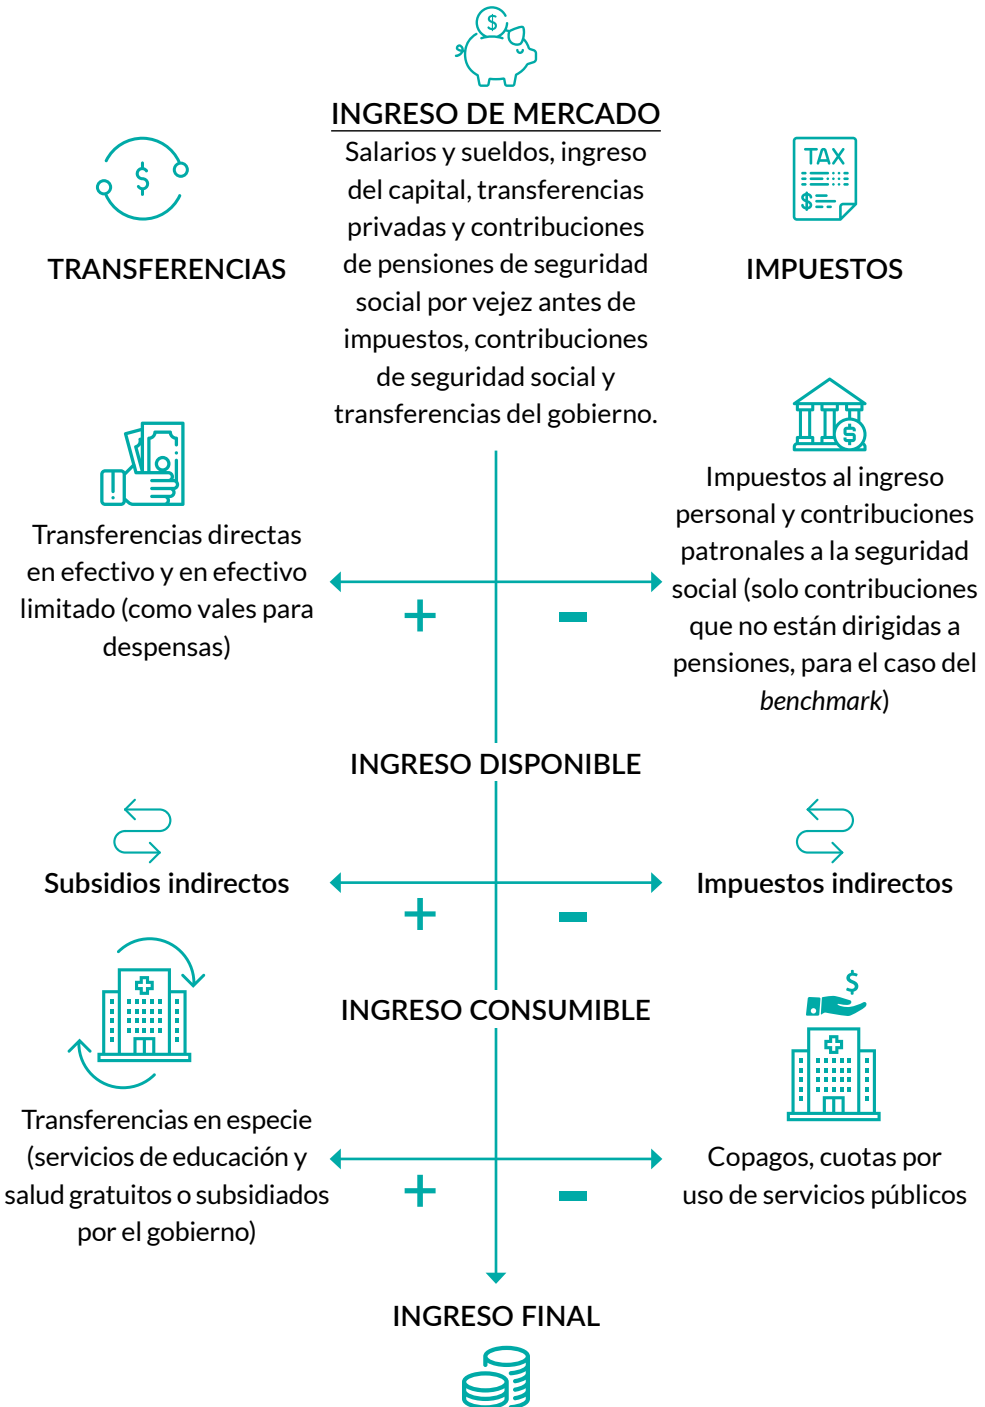 $
INGRESO DE MERCADO
Salarios y sueldos, ingreso
del capital, transferencias
privadas y contribuciones
de pensiones de seguridad
social por vejez antes de
impuestos, contribuciones
de seguridad social y
transferencias del gobierno.
$
TRANSFERENCIAS
TAX
$
IMPUESTOS
Transferencias directas
en efectivo y en efectivo
limitado (como vales para
despensas)
+
−
$
Impuestos al ingreso
personal y contribuciones
patronales a la seguridad
social (solo contribuciones
que no están dirigidas a
pensiones, para el caso del
benchmark)
INGRESO DISPONIBLE
Subsidios indirectos
+
−
Impuestos indirectos
INGRESO CONSUMIBLE
Transferencias en especie
(servicios de educación y
salud gratuitos o subsidiados
por el gobierno)
+
−
$
Copagos, cuotas por
uso de servicios públicos
INGRESO FINAL